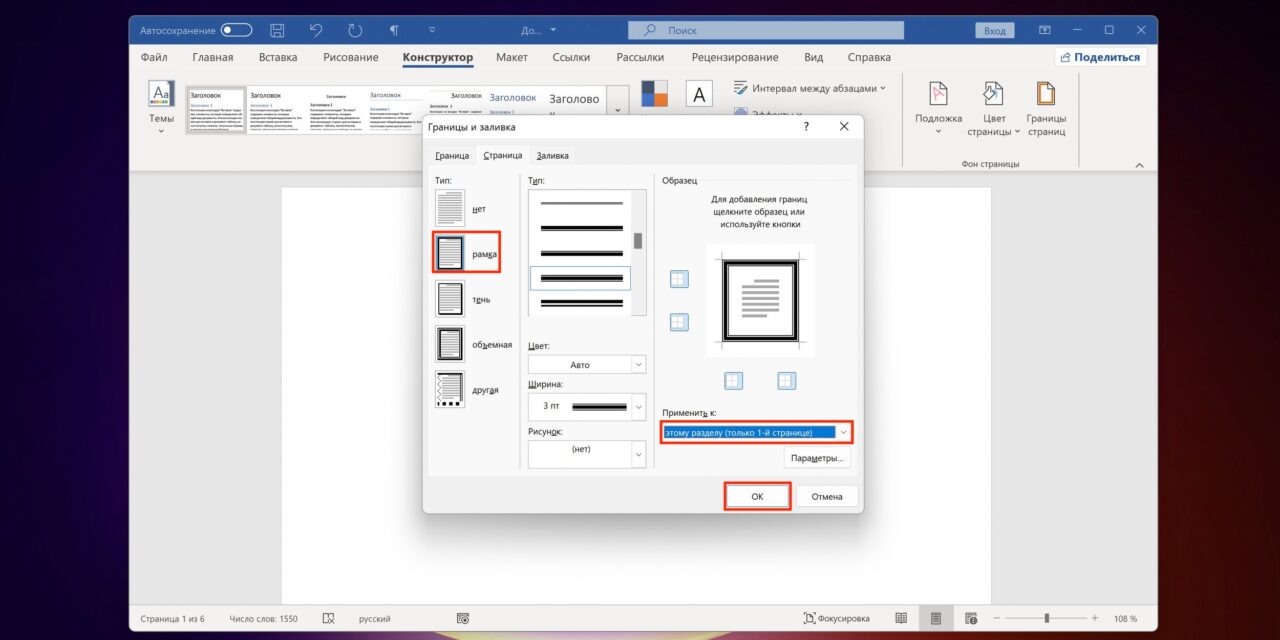 Автосохранение
До...
Поиск
Вход
Файл Главная Вставка Рисование Конструктор Макет Ссылки Рассылки Рецензирование Вид Справка Поделиться
Aa
Темы
Заголовок Заголовок Заголовок Заголовок Заголовок Заголовок Заголово
Заголовок 1
A
Интервал между абзацами
Эффекты
Подложка
Цвет страницы
Границы страниц
Фон страницы
Границы и заливка
? ×
Граница Страница Заливка
Тип:
нет
рамка
тень
объемная
другая
Тип:
Цвет:
Авто
Ширина:
3 пт
Рисунок:
(нет)
Образец
Для добавления границ
щелкните образец или
используйте кнопки
Применить к:
этому разделу (только 1-й странице)
Параметры...
ОК
Отмена
Страница 1 из 6 Число слов: 1550 русский Фокусировка 108 %